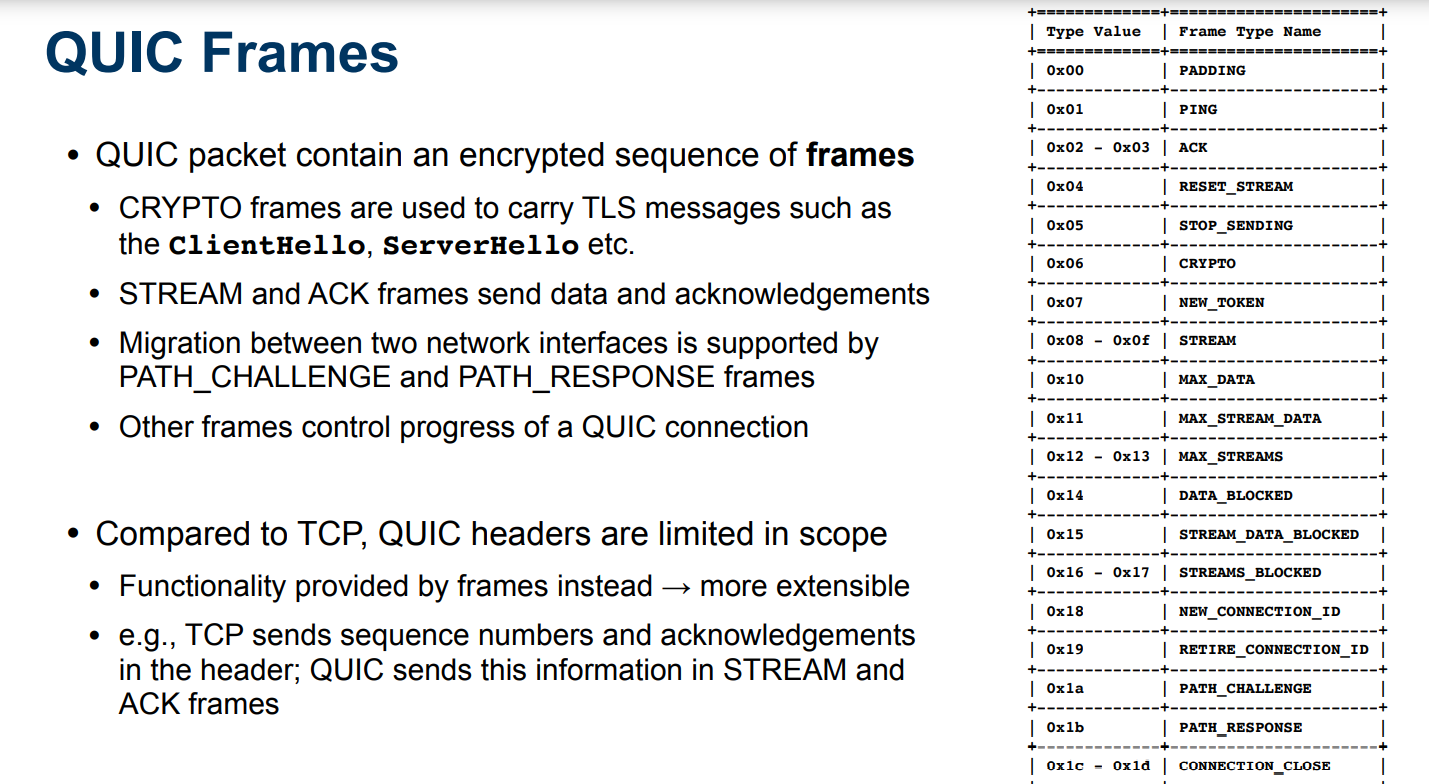 QUIC Frames
• QUIC packet contain an encrypted sequence of frames
• CRYPTO frames are used to carry TLS messages such as
the ClientHello, ServerHello etc.
• STREAM and ACK frames send data and acknowledgements
• Migration between two network interfaces is supported by
PATH_CHALLENGE and PATH_RESPONSE frames
• Other frames control progress of a QUIC connection
• Compared to TCP, QUIC headers are limited in scope
• Functionality provided by frames instead → more extensible
• e.g., TCP sends sequence numbers and acknowledgements
in the header; QUIC sends this information in STREAM and
ACK frames
+=============+======================+
| Type Value | Frame Type Name |
+=============+======================+
| 0x00 | PADDING |
+-------------+----------------------+
| 0x01 | PING |
+-------------+----------------------+
| 0x02 - 0x03 | ACK |
+-------------+----------------------+
| 0x04 | RESET_STREAM |
+-------------+----------------------+
| 0x05 | STOP_SENDING |
+-------------+----------------------+
| 0x06 | CRYPTO |
+-------------+----------------------+
| 0x07 | NEW_TOKEN |
+-------------+----------------------+
| 0x08 - 0x0f | STREAM |
+-------------+----------------------+
| 0x10 | MAX_DATA |
+-------------+----------------------+
| 0x11 | MAX_STREAM_DATA |
+-------------+----------------------+
| 0x12 - 0x13 | MAX_STREAMS |
+-------------+----------------------+
| 0x14 | DATA_BLOCKED |
+-------------+----------------------+
| 0x15 | STREAM_DATA_BLOCKED |
+-------------+----------------------+
| 0x16 - 0x17 | STREAMS_BLOCKED |
+-------------+----------------------+
| 0x18 | NEW_CONNECTION_ID |
+-------------+----------------------+
| 0x19 | RETIRE_CONNECTION_ID |
+-------------+----------------------+
| 0x1a | PATH_CHALLENGE |
+-------------+----------------------+
| 0x1b | PATH_RESPONSE |
+-------------+----------------------+
| 0x1c - 0x1d | CONNECTION_CLOSE |